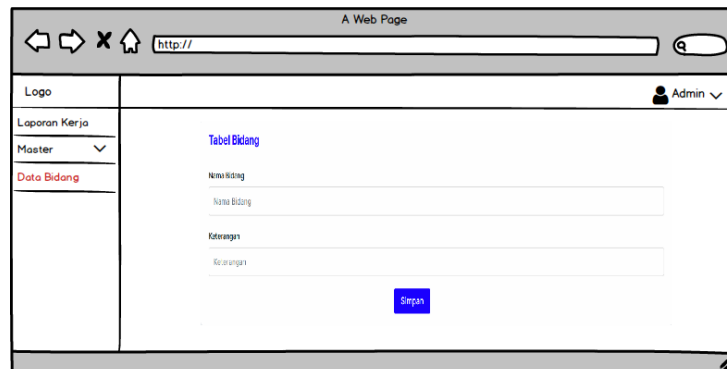 A Web Page
http://
Logo
Admin
Laporan Kerja
Master
Data Bidang
Tabel Bidang
Nama Bidang
Nama Bidang
Keterangan
Keterangan
Simpan